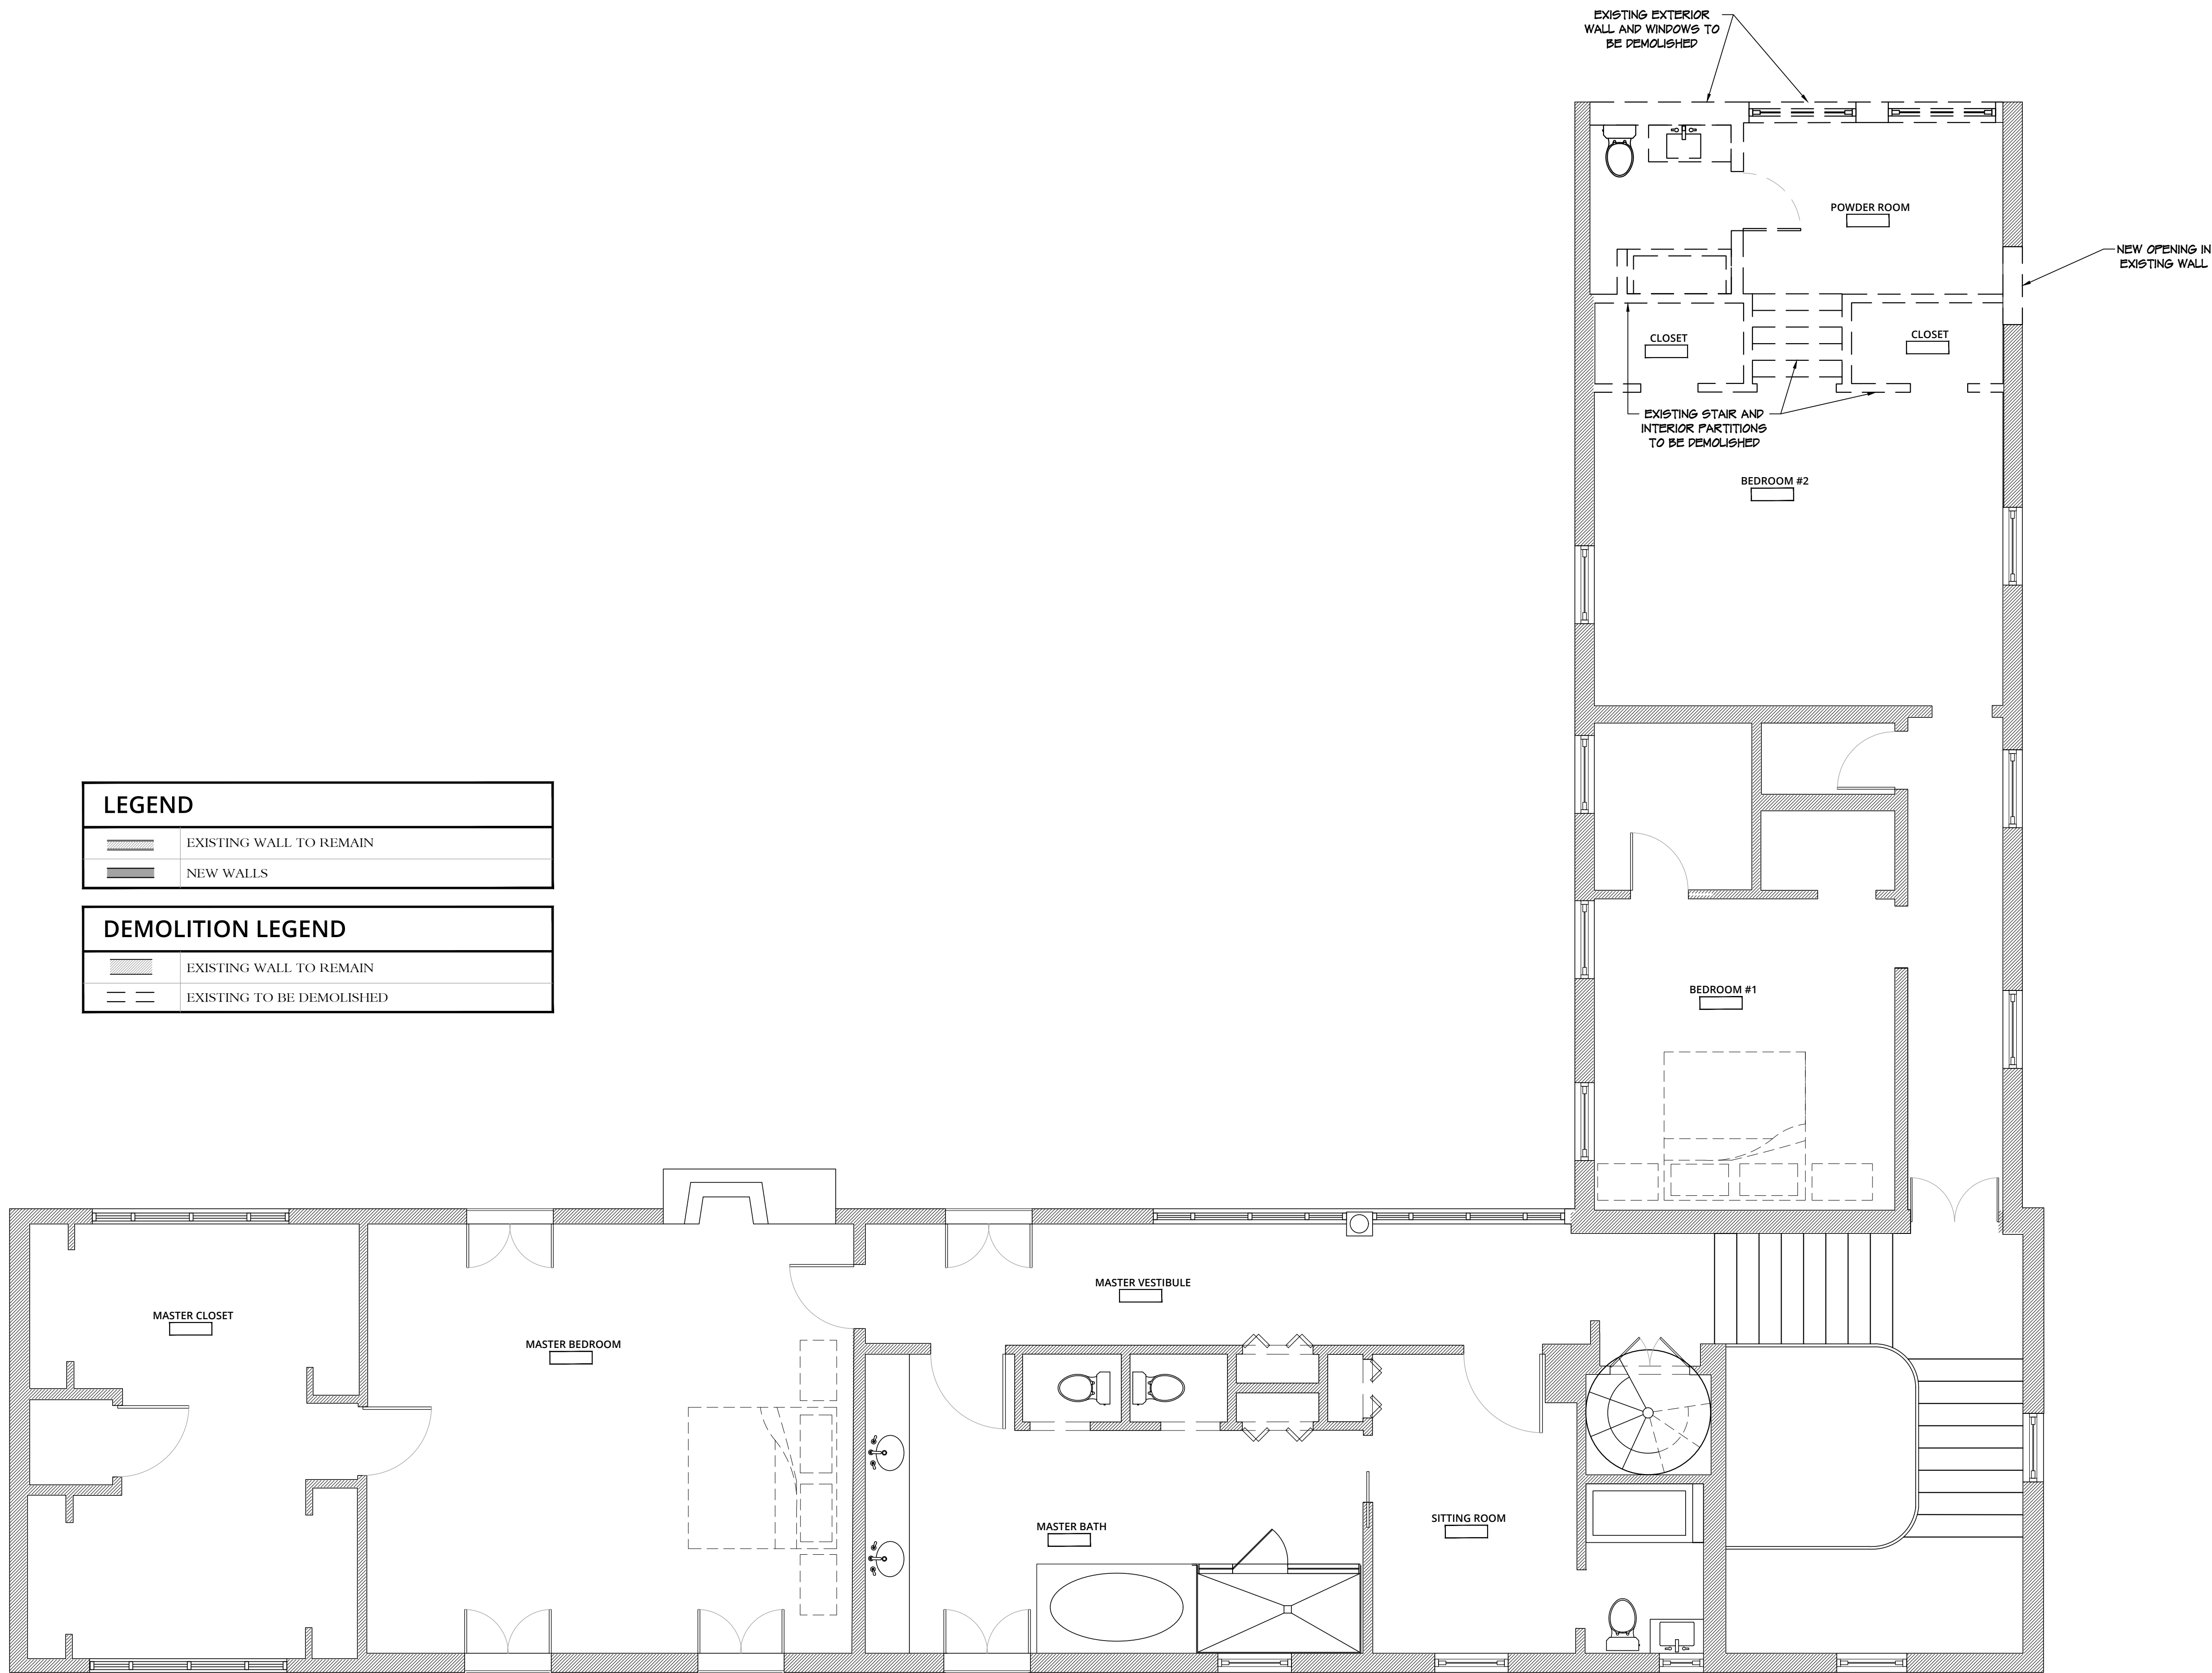 EXISTING EXTERIOR
WALL AND WINDOWS TO
BE DEMOLISHED
POWDER ROOM
NEW OPENING IN
EXISTING WALL
CLOSET
CLOSET
EXISTING STAIR AND
INTERIOR PARTITIONS
TO BE DEMOLISHED
BEDROOM #2
LEGEND
EXISTING WALL TO REMAIN
NEW WALLS
DEMOLITION LEGEND
EXISTING WALL TO REMAIN
EXISTING TO BE DEMOLISHED
BEDROOM #1
MASTER VESTIBULE
MASTER CLOSET
MASTER BEDROOM
SITTING ROOM
MASTER BATH